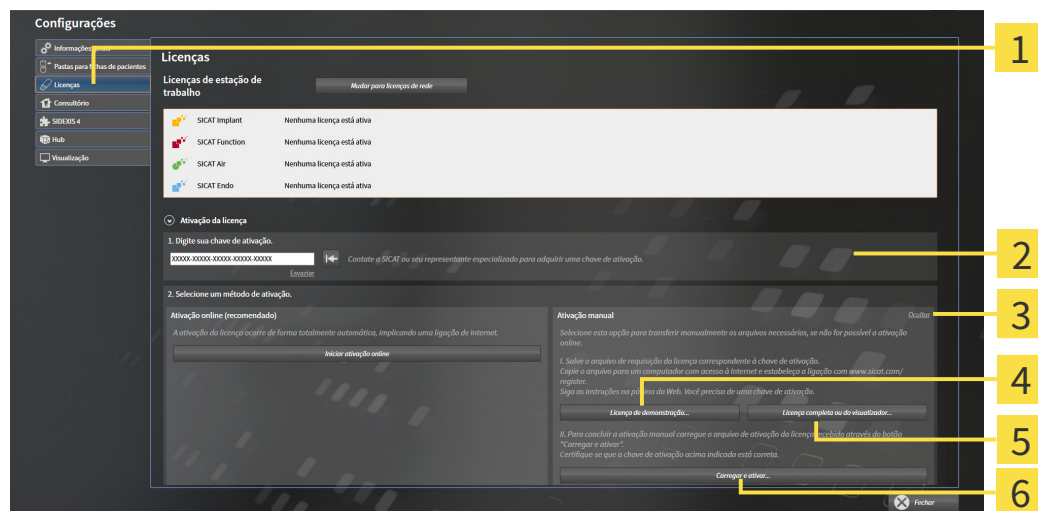 Configurações
Informações gerais
Pastas para fichas de pacientes
Licenças
Consultório
SIDEXIS 4
Hub
Visualização
Licenças
Licenças de estação de
trabalho
Mudar para licenças de rede
SICAT Implant Nenhuma licença está ativa
SICAT Function Nenhuma licença está ativa
SICAT Air Nenhuma licença está ativa
SICAT Endo Nenhuma licença está ativa
Ativação da licença
1. Digite sua chave de ativação.
XXXXX-XXXXX-XXXXX-XXXXX-XXXXX
Contate a SICAT ou seu representante especializado para adquirir uma chave de ativação.
Esvaziar
2. Selecione um método de ativação.
Ativação online (recomendado)
A ativação da licença ocorre de forma totalmente automática, implicando uma ligação de Internet.
Iniciar ativação online
Ativação manual
Ocultar
Selecione esta opção para transferir manualmente os arquivos necessários, se não for possível a ativação
online.
I. Salve o arquivo de requisição da licença correspondente à chave de ativação.
Copie o arquivo para um computador com acesso à Internet e estabeleça a ligação com www.sicat.com/
register.
Siga as instruções na página da Web. Você precisa de uma chave de ativação.
Licença de demonstração...
Licença completa ou do visualizador...
II. Para concluir a ativação manual carregue o arquivo de ativação da licença recebido através do botão
"Carregar e ativar".
Certifique-se que a chave de ativação acima indicada está correta.
Carregar e ativar...
Fechar
1
2
3
4
5
6